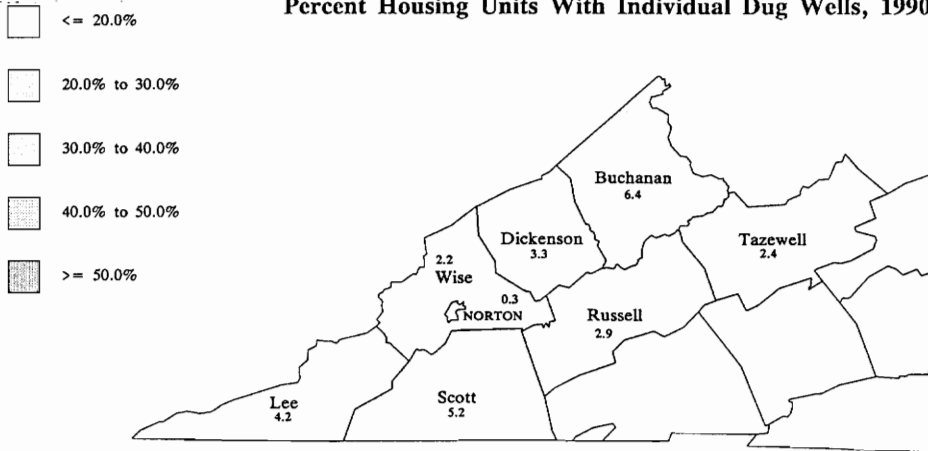 Percent Housing Units With Individual Dug Wells, 1990
<= 20.0%
20.0% to 30.0%
30.0% to 40.0%
40.0% to 50.0%
>= 50.0%
Buchanan
6.4
Dickenson
3.3
Tazewell
2.4
2.2
Wise
0.3
NORTON
Russell
2.9
Lee
4.2
Scott
5.2